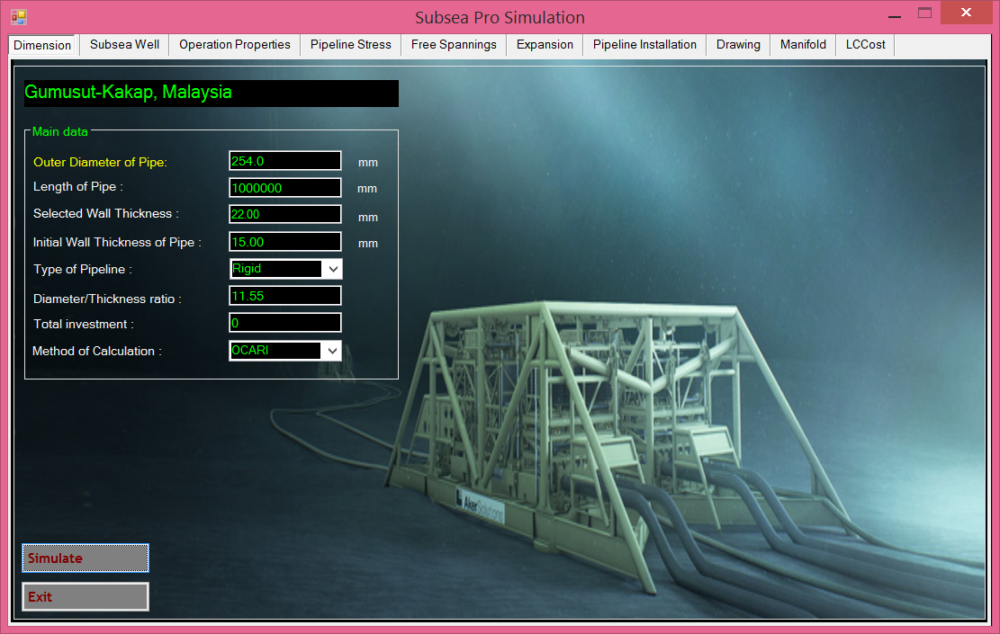 Subsea Pro Simulation
Dimension Subsea Well Operation Properties Pipeline Stress Free Spannings Expansion Pipeline Installation Drawing Manifold LCCost
Gumusut-Kakap, Malaysia
Main data
Outer Diameter of Pipe: 254.0 mm
Length of Pipe : 1000000 mm
Selected Wall Thickness : 22.00 mm
Initial Wall Thickness of Pipe : 15.00 mm
Type of Pipeline : Rigid
Diameter/Thickness ratio : 11.55
Total investment : 0
Method of Calculation : OCARI
AkerSolutions
Simulate
Exit